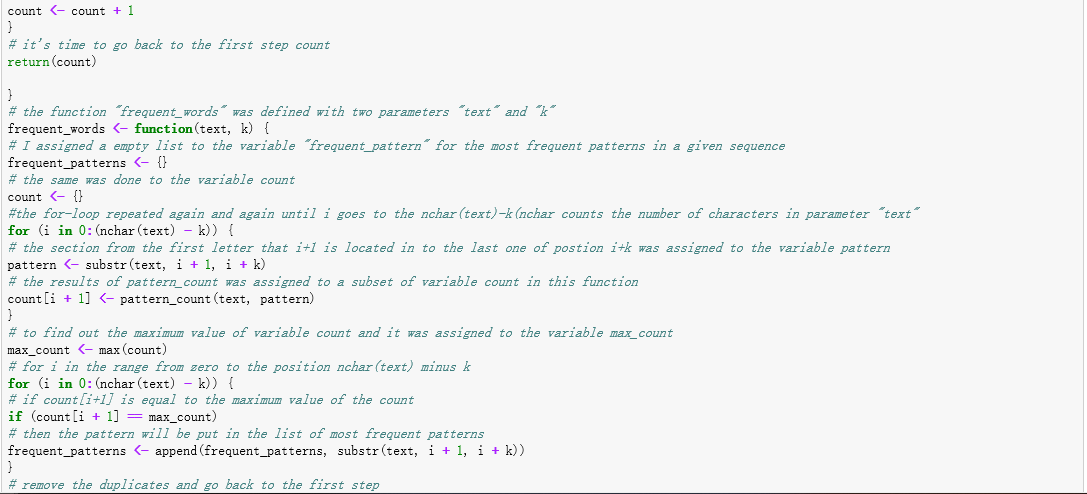 count <- count + 1
}
# it's time to go back to the first step count
return(count)
}
# the function "frequent_words" was defined with two parameters "text" and "k"
frequent_words <- function(text, k) {
# I assigned a empty list to the variable "frequent_pattern" for the most frequent patterns in a given sequence
frequent_patterns <- {}
# the same was done to the variable count
count <- {}
#the for-loop repeated again and again until i goes to the nchar(text)-k(nchar counts the number of characters in parameter "text"
for (i in 0:(nchar(text) - k)) {
# the section from the first letter that i+1 is located in to the last one of postion i+k was assigned to the variable pattern
pattern <- substr(text, i + 1, i + k)
# the results of pattern_count was assigned to a subset of variable count in this function
count[i + 1] <- pattern_count(text, pattern)
}
# to find out the maximum value of variable count and it was assigned to the variable max_count
max_count <- max(count)
# for i in the range from zero to the position nchar(text) minus k
for (i in 0:(nchar(text) - k)) {
# if count[i+1] is equal to the maximum value of the count
if (count[i + 1] == max_count)
# then the pattern will be put in the list of most frequent patterns
frequent_patterns <- append(frequent_patterns, substr(text, i + 1, i + k))
}
# remove the duplicates and go back to the first step